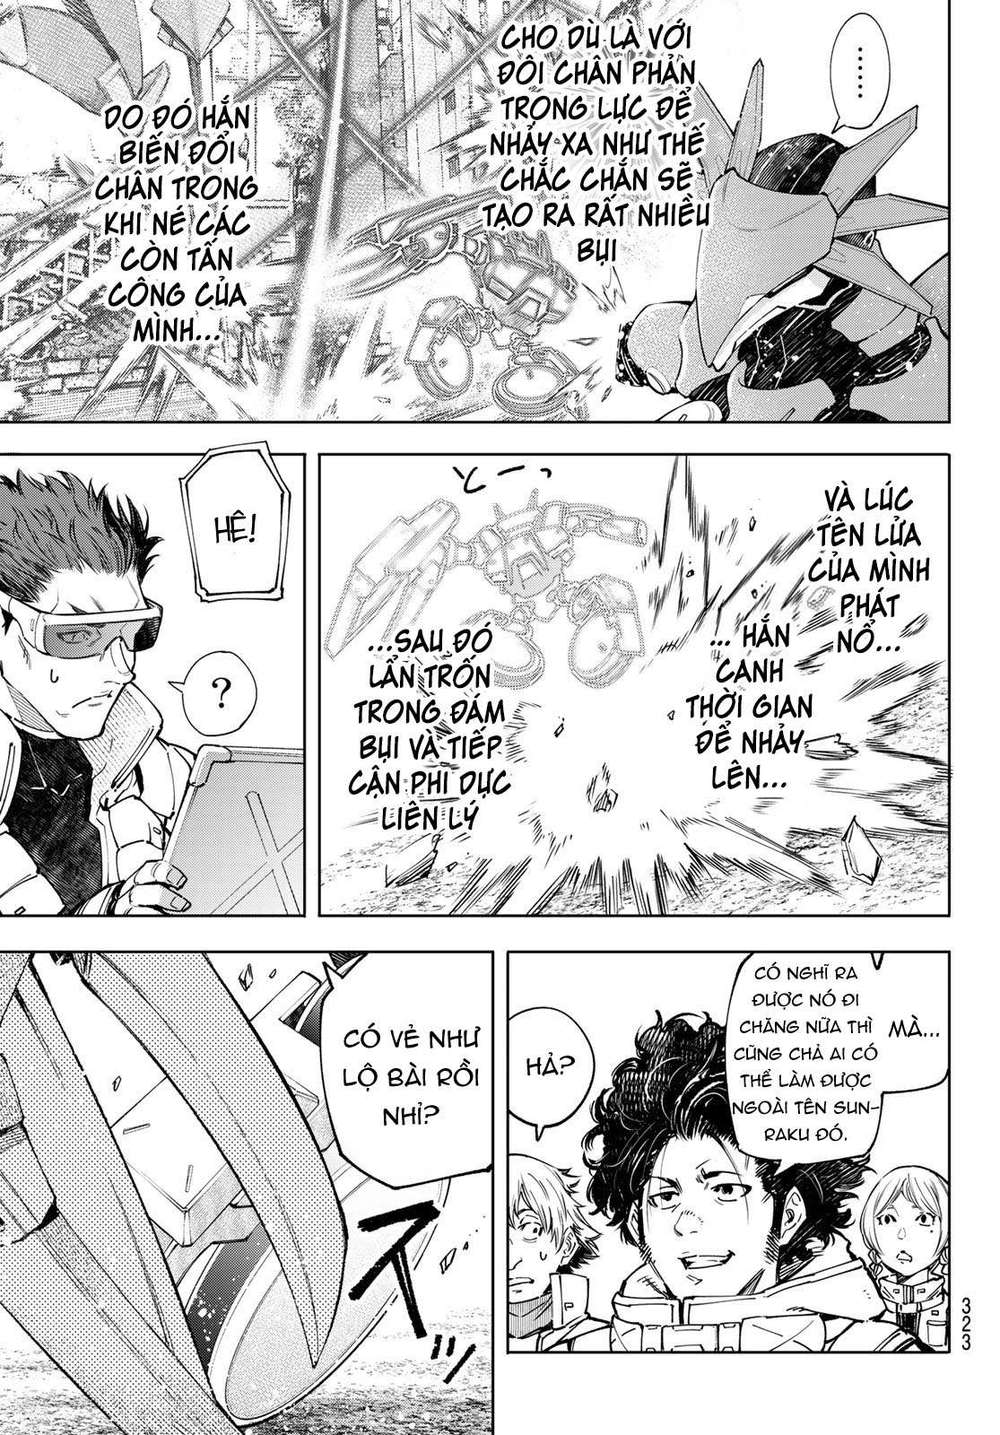 ......
CHO DÙ LÀ VỚI
ĐÔI CHÂN PHẢN
TRỌNG LỰC ĐỂ
NHẢY XA NHƯ THẾ
CHẮC CHẮN SẼ
TẠO RA RẤT NHIỀU
BỤI
DO ĐÓ HẮN
BIẾN ĐỔI
CHÂN TRONG
KHI NÉ CÁC
CÒN TẤN
CÔNG CỦA
MÌNH...
VÀ LÚC
TÊN LỬA
CỦA MÌNH
PHÁT
NỔ...
... HẮN
CANH
THỜI GIAN
ĐỂ NHẢY
LÊN...
とーっ
...SAU ĐÓ
LẨN TRỐN
TRONG ĐÁM
BỤI VÀ TIẾP
CẬN PHI DỰC
LIÊN LÝ
HÊ!
?
MÀ...
CÓ NGHĨ RA
ĐƯỢC NÓ ĐI
CHĂNG NỮA THÌ
CŨNG CHẢ AI CÓ
THỂ LÀM ĐƯỢC
NGOÀI TÊN SUN-
RAKU ĐÓ.
HẢ?
CÓ VẺ NHƯ
LỘ BÀI RỒI
NHỈ?
323